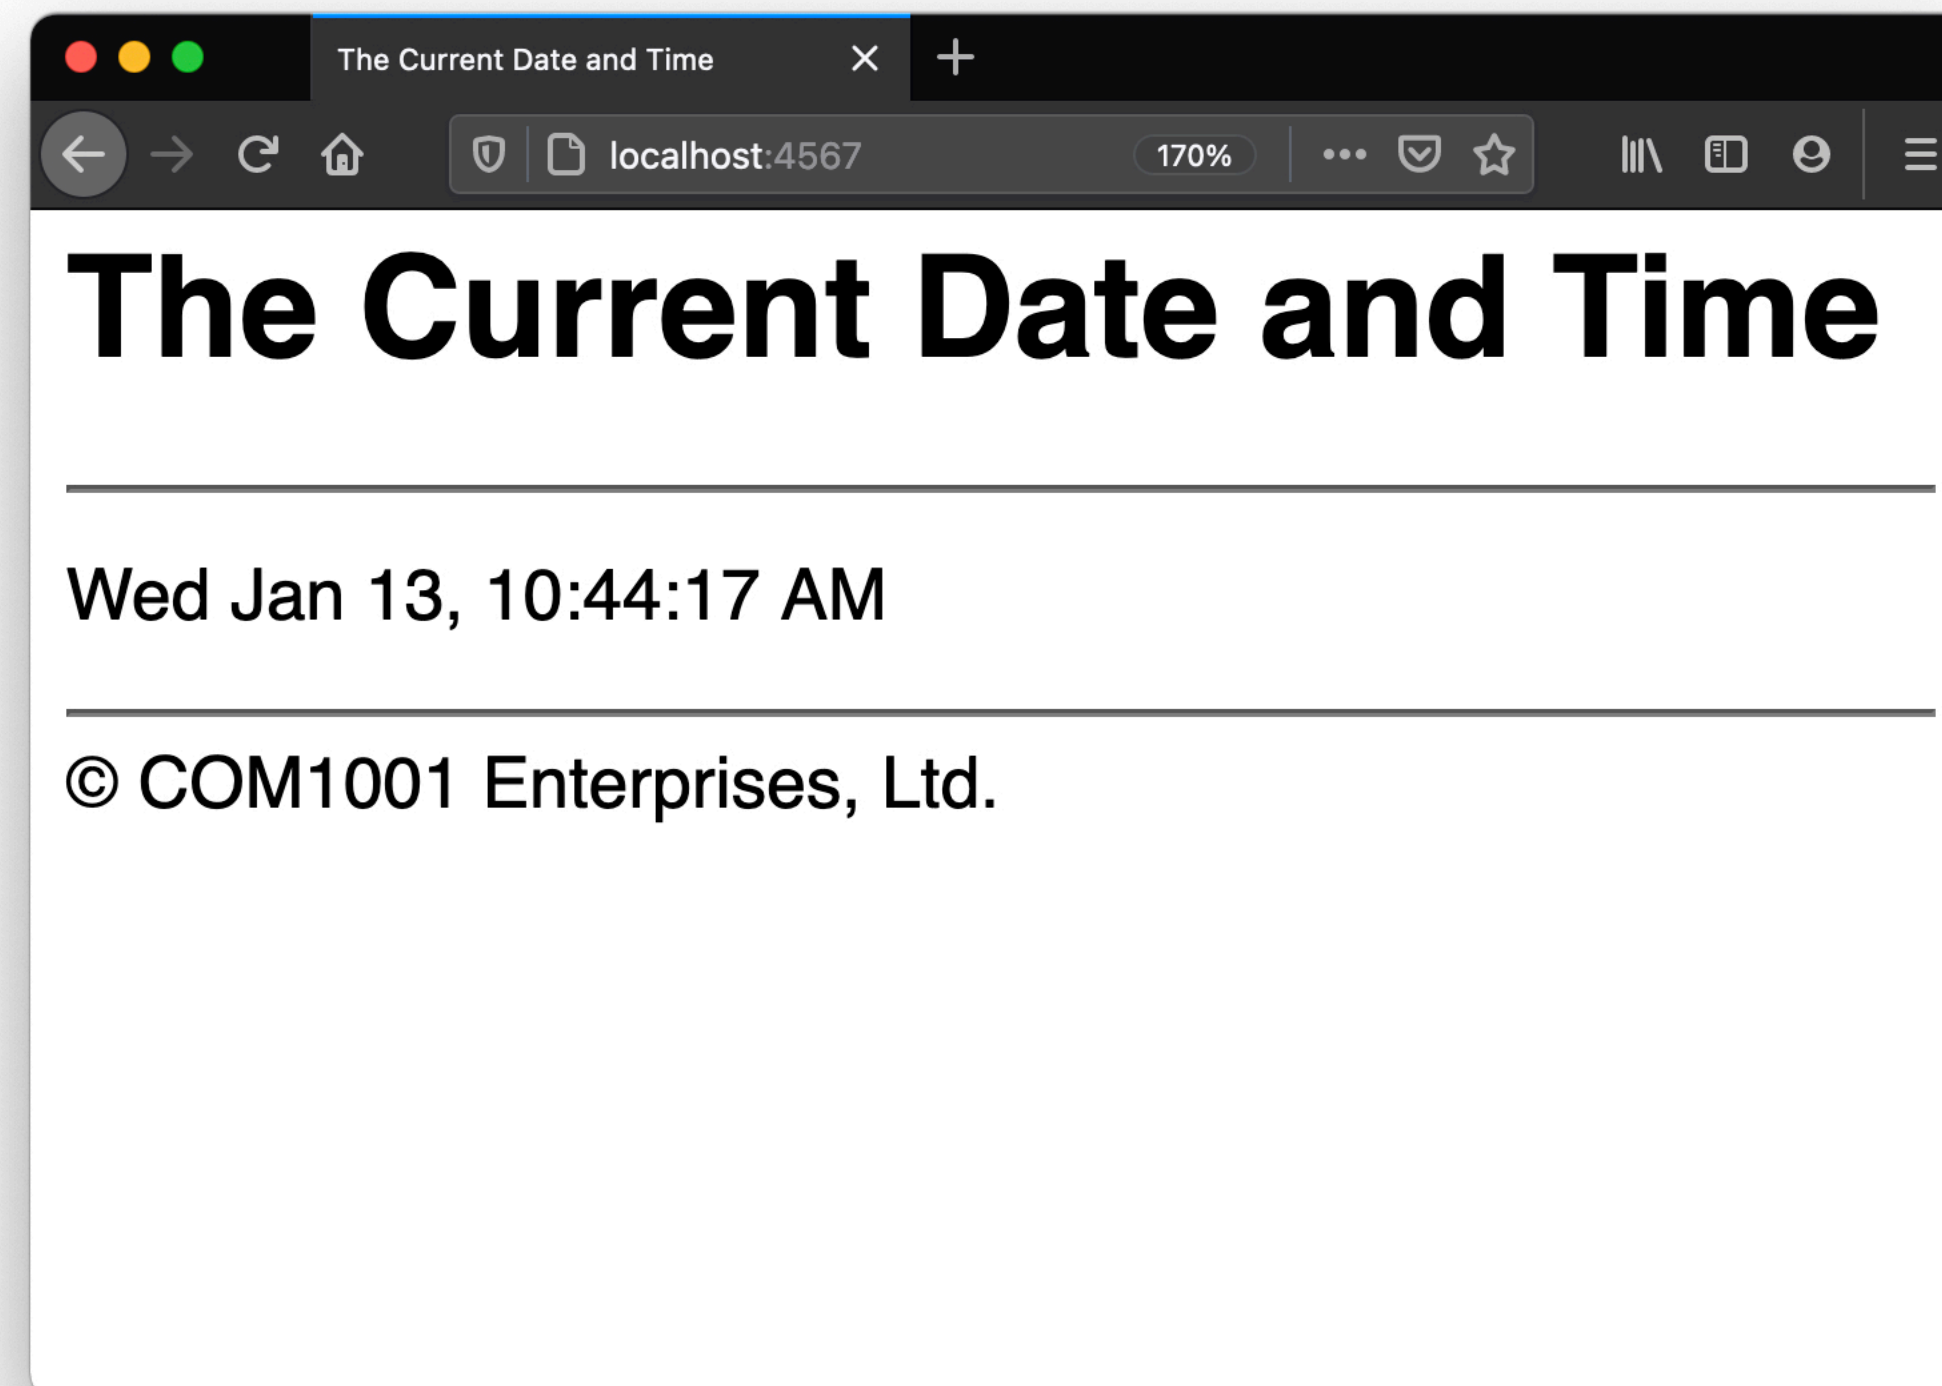 The Current Date and Time
localhost:4567
170%
The Current Date and Time
Wed Jan 13, 10:44:17 AM
© COM1001 Enterprises, Ltd.